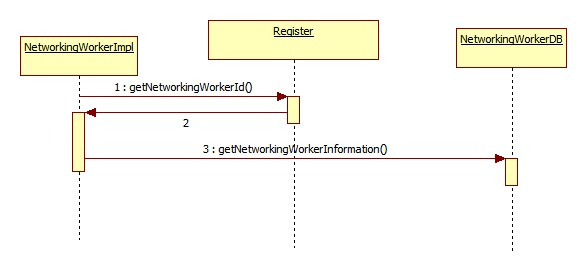 NetworkingWorkerImpl
Register
NetworkingWorkerDB
1 : getNetworkingWorkerId()
2
3 : getNetworkingWorkerInformation()